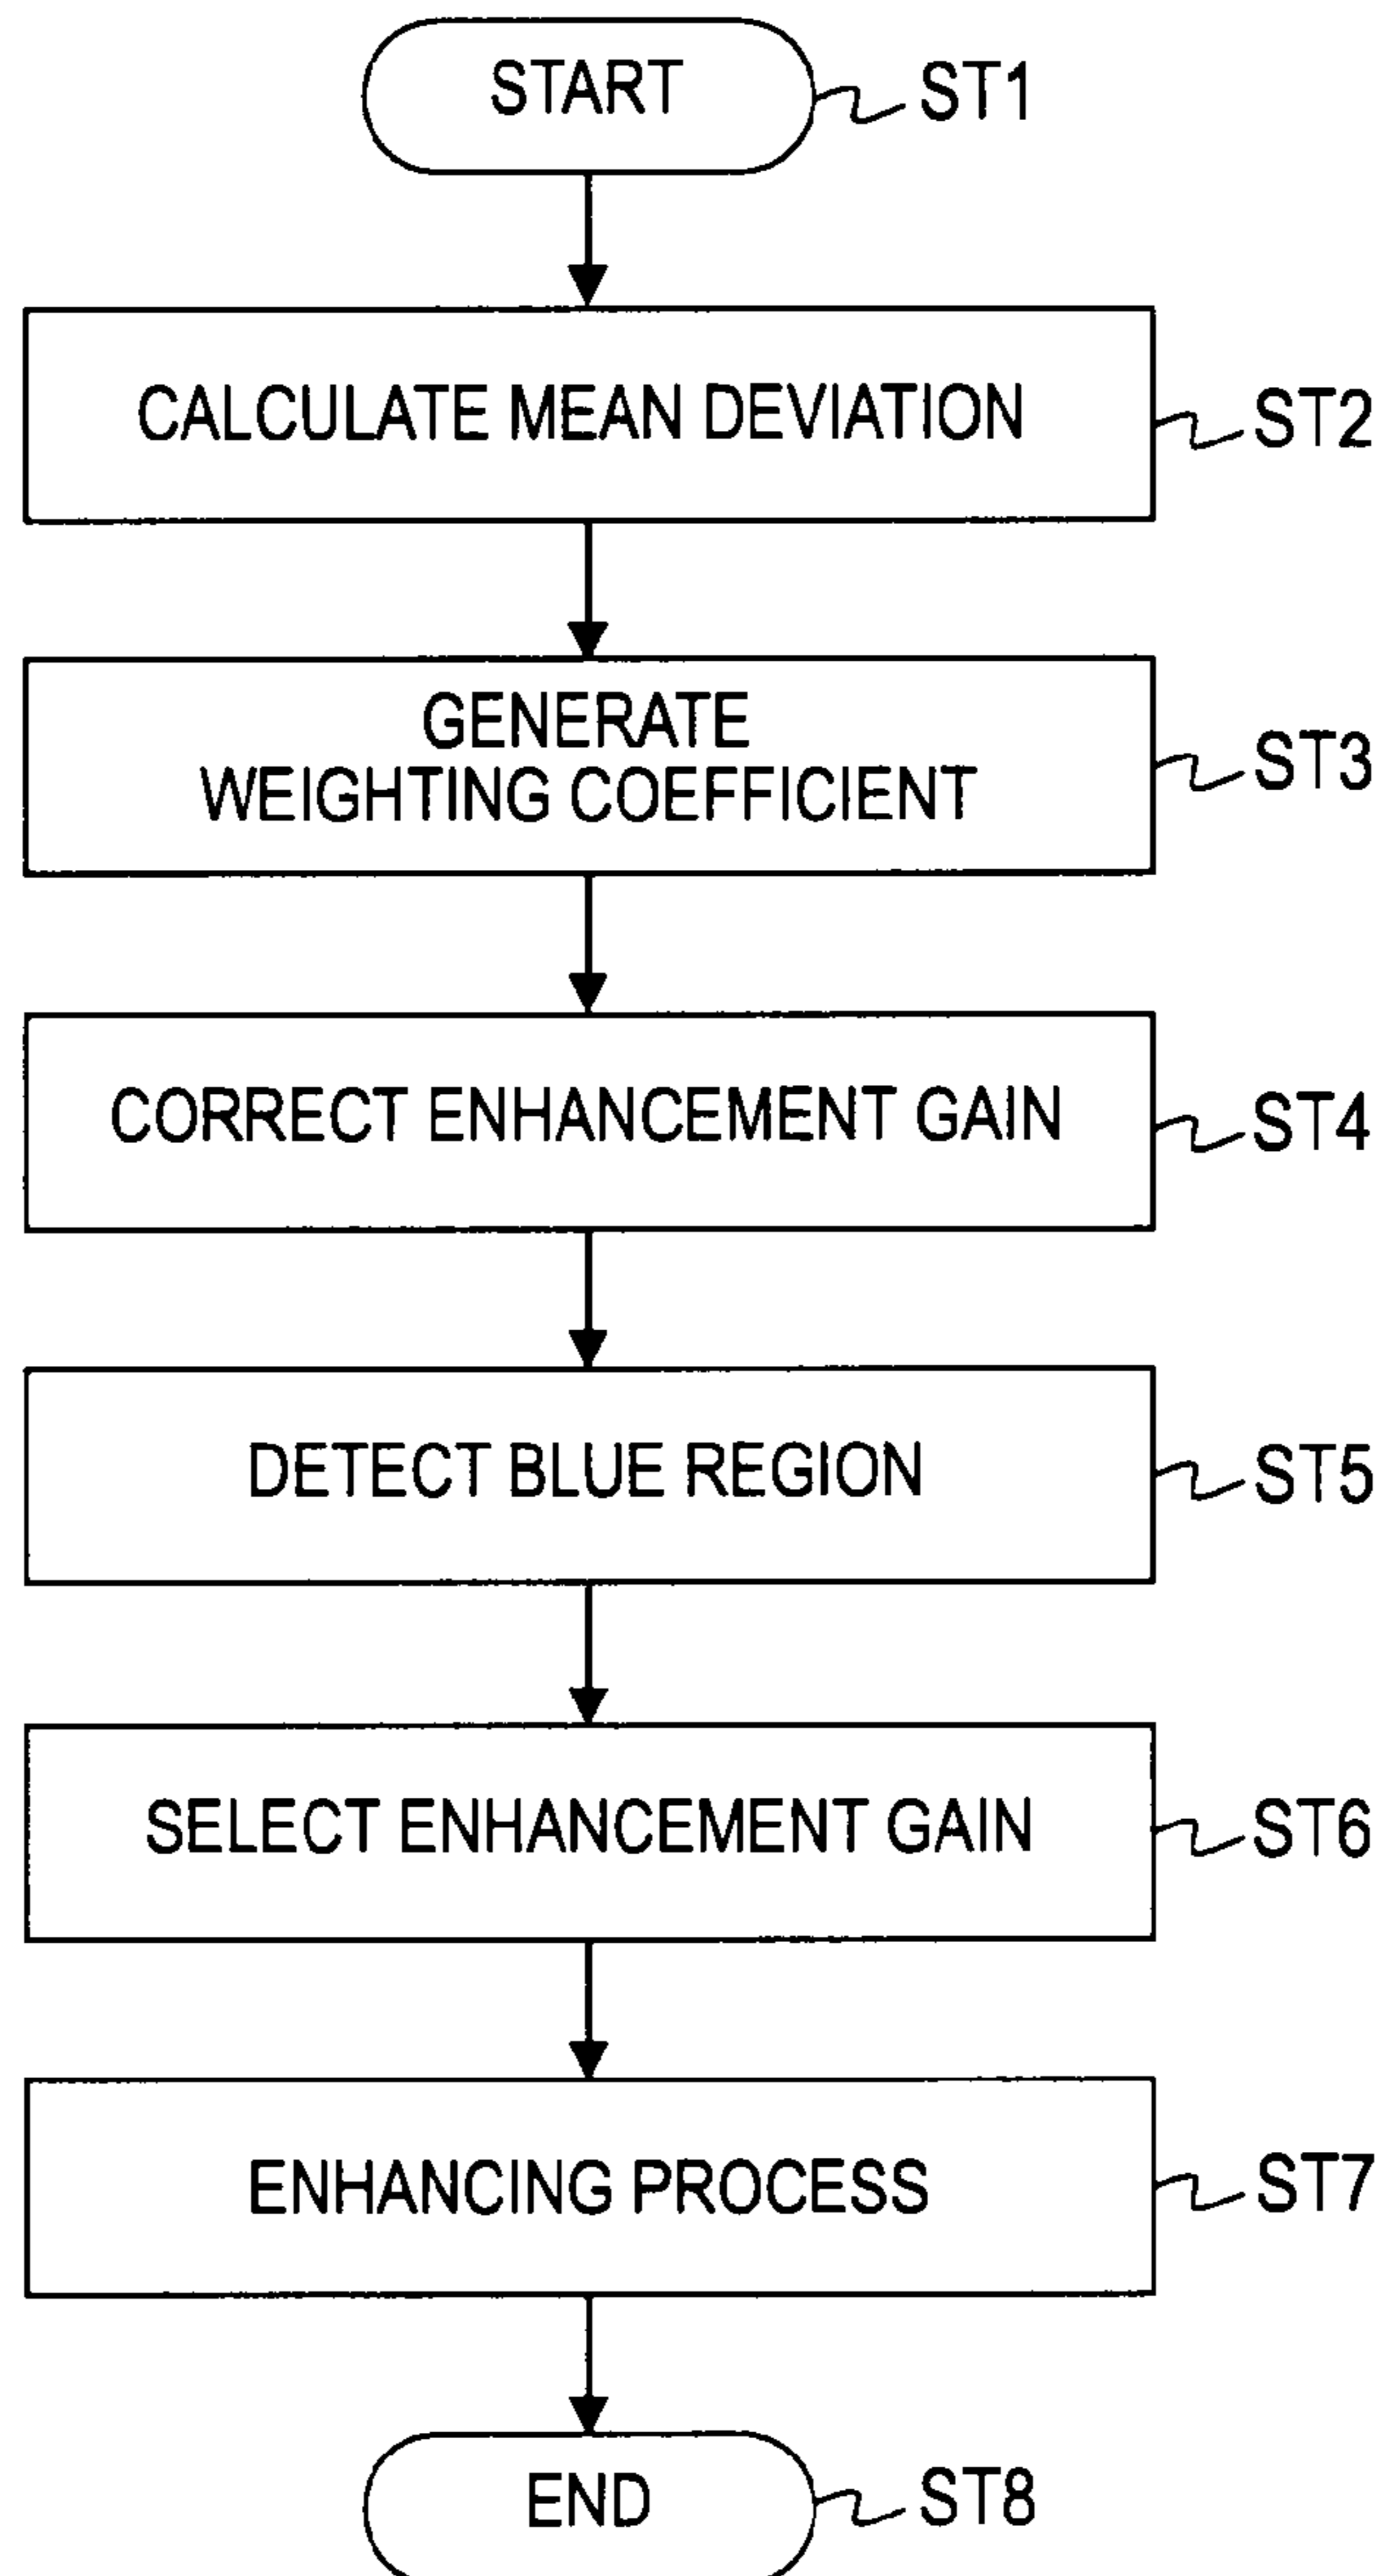 START ST1
CALCULATE MEAN DEVIATION ST2
GENERATE
WEIGHTING COEFFICIENT ST3
CORRECT ENHANCEMENT GAIN ST4
DETECT BLUE REGION ST5
SELECT ENHANCEMENT GAIN ST6
ENHANCING PROCESS ST7
END ST8